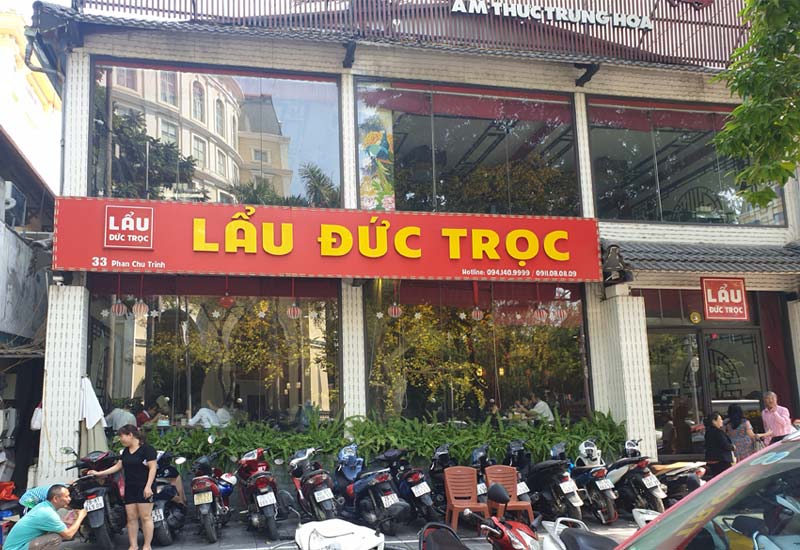 ẨM THỰC TRUNG HOA
LẨU
ĐỨC TRỌC
LẨU ĐỨC TRỌC
33 Phan Chu Trinh
Hotline: 094.140.9999 / 0911.08.08.09
LẨU
ĐỨC TRỌC